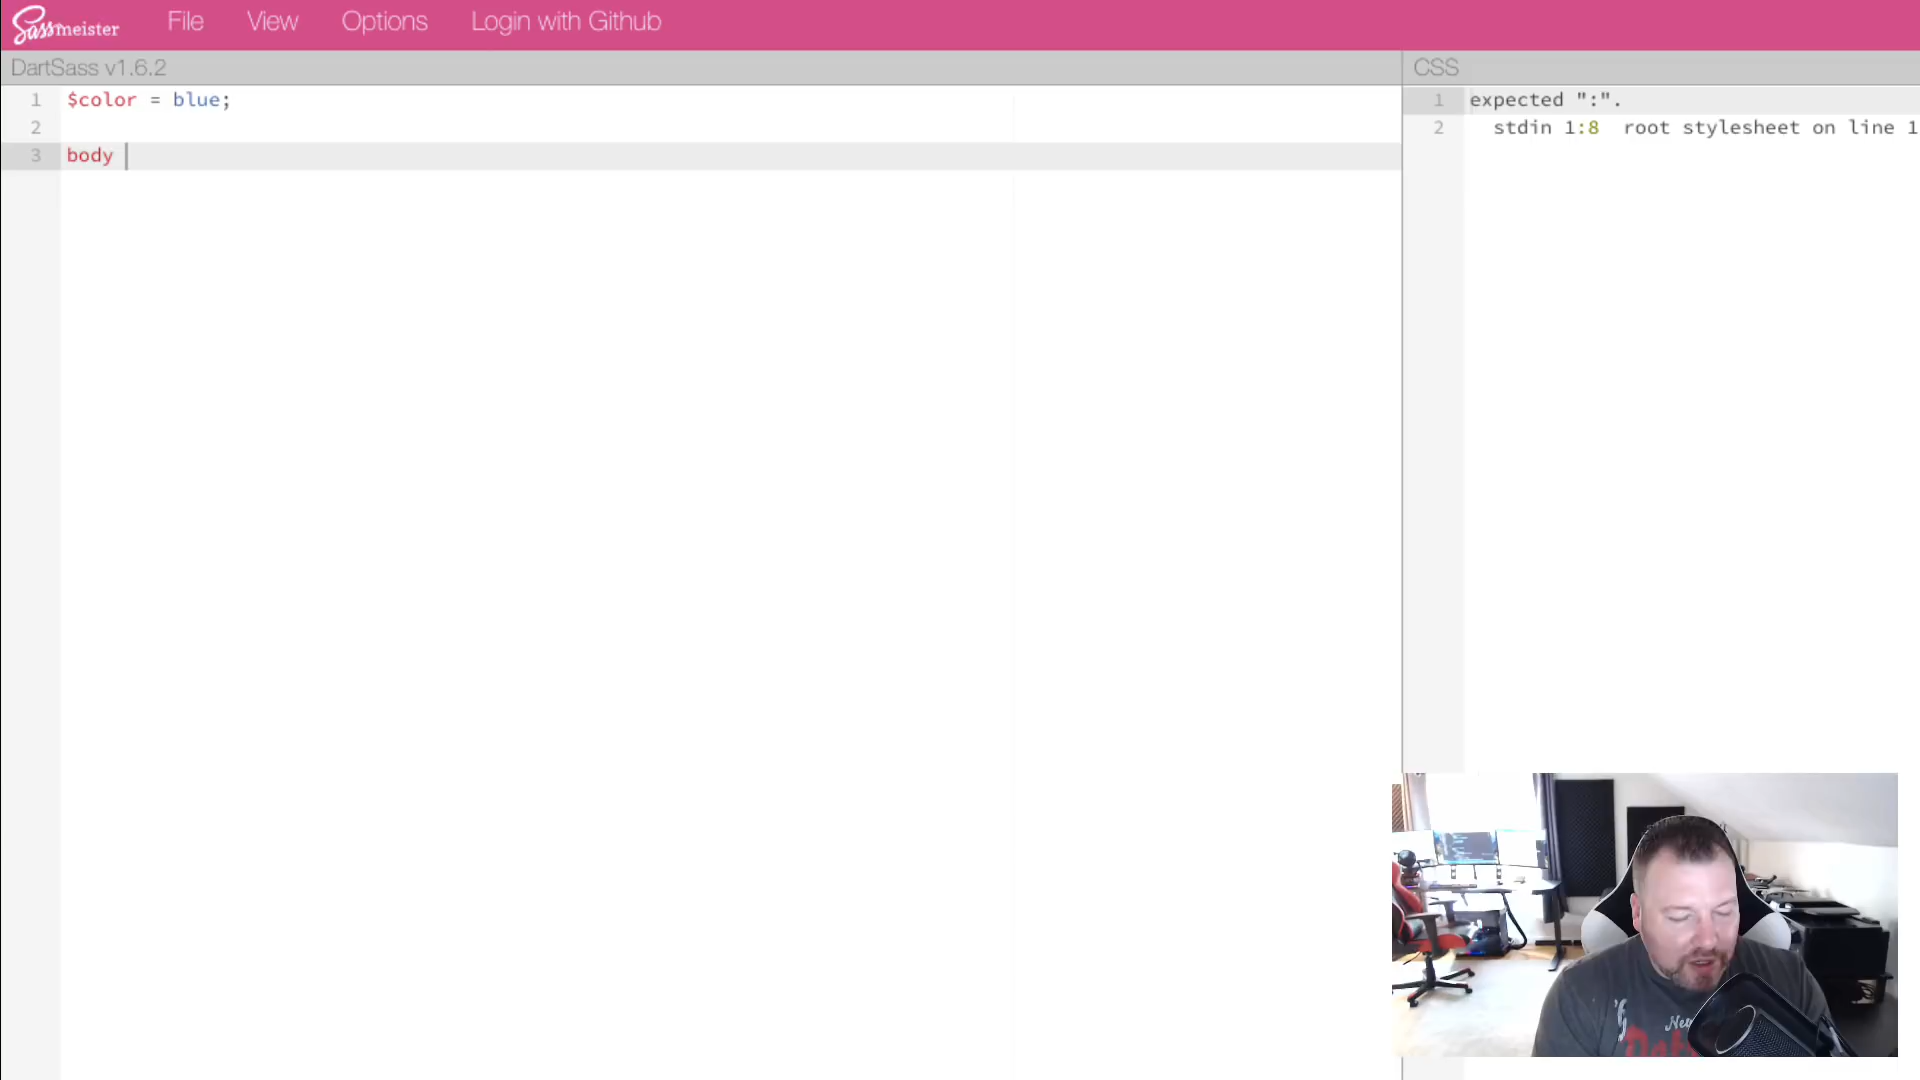 Sassmeister File View Options Login with Github
DartSass v1.6.2
CSS
1 $color = blue;
2
3 body
1 expected ":".
2 stdin 1:8 root stylesheet on line 1
Net